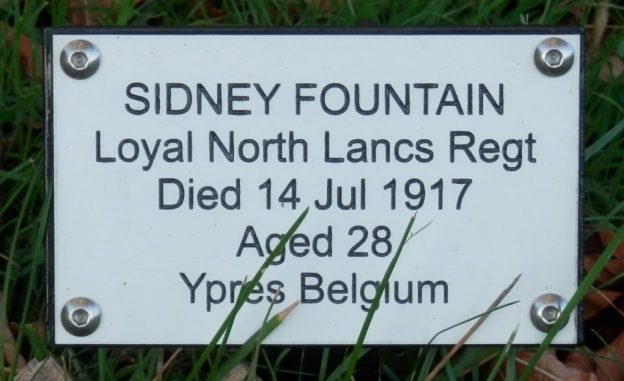 SIDNEY FOUNTAIN
Loyal North Lancs Regt
Died 14 Jul 1917
Aged 28
Ypres Belgium